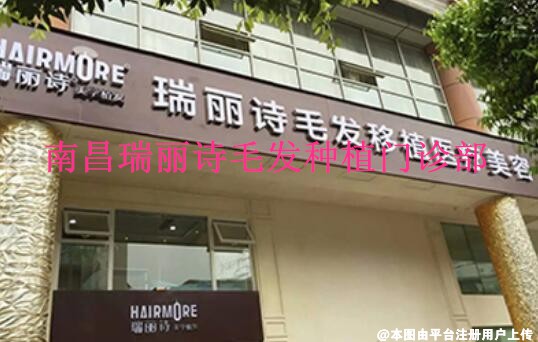 HAIRMORE
瑞丽诗
瑞丽诗毛发移植医疗美容
南昌瑞丽诗毛发种植门诊部
HAIRMORE
瑞丽诗
@本图由平台注册用户上传